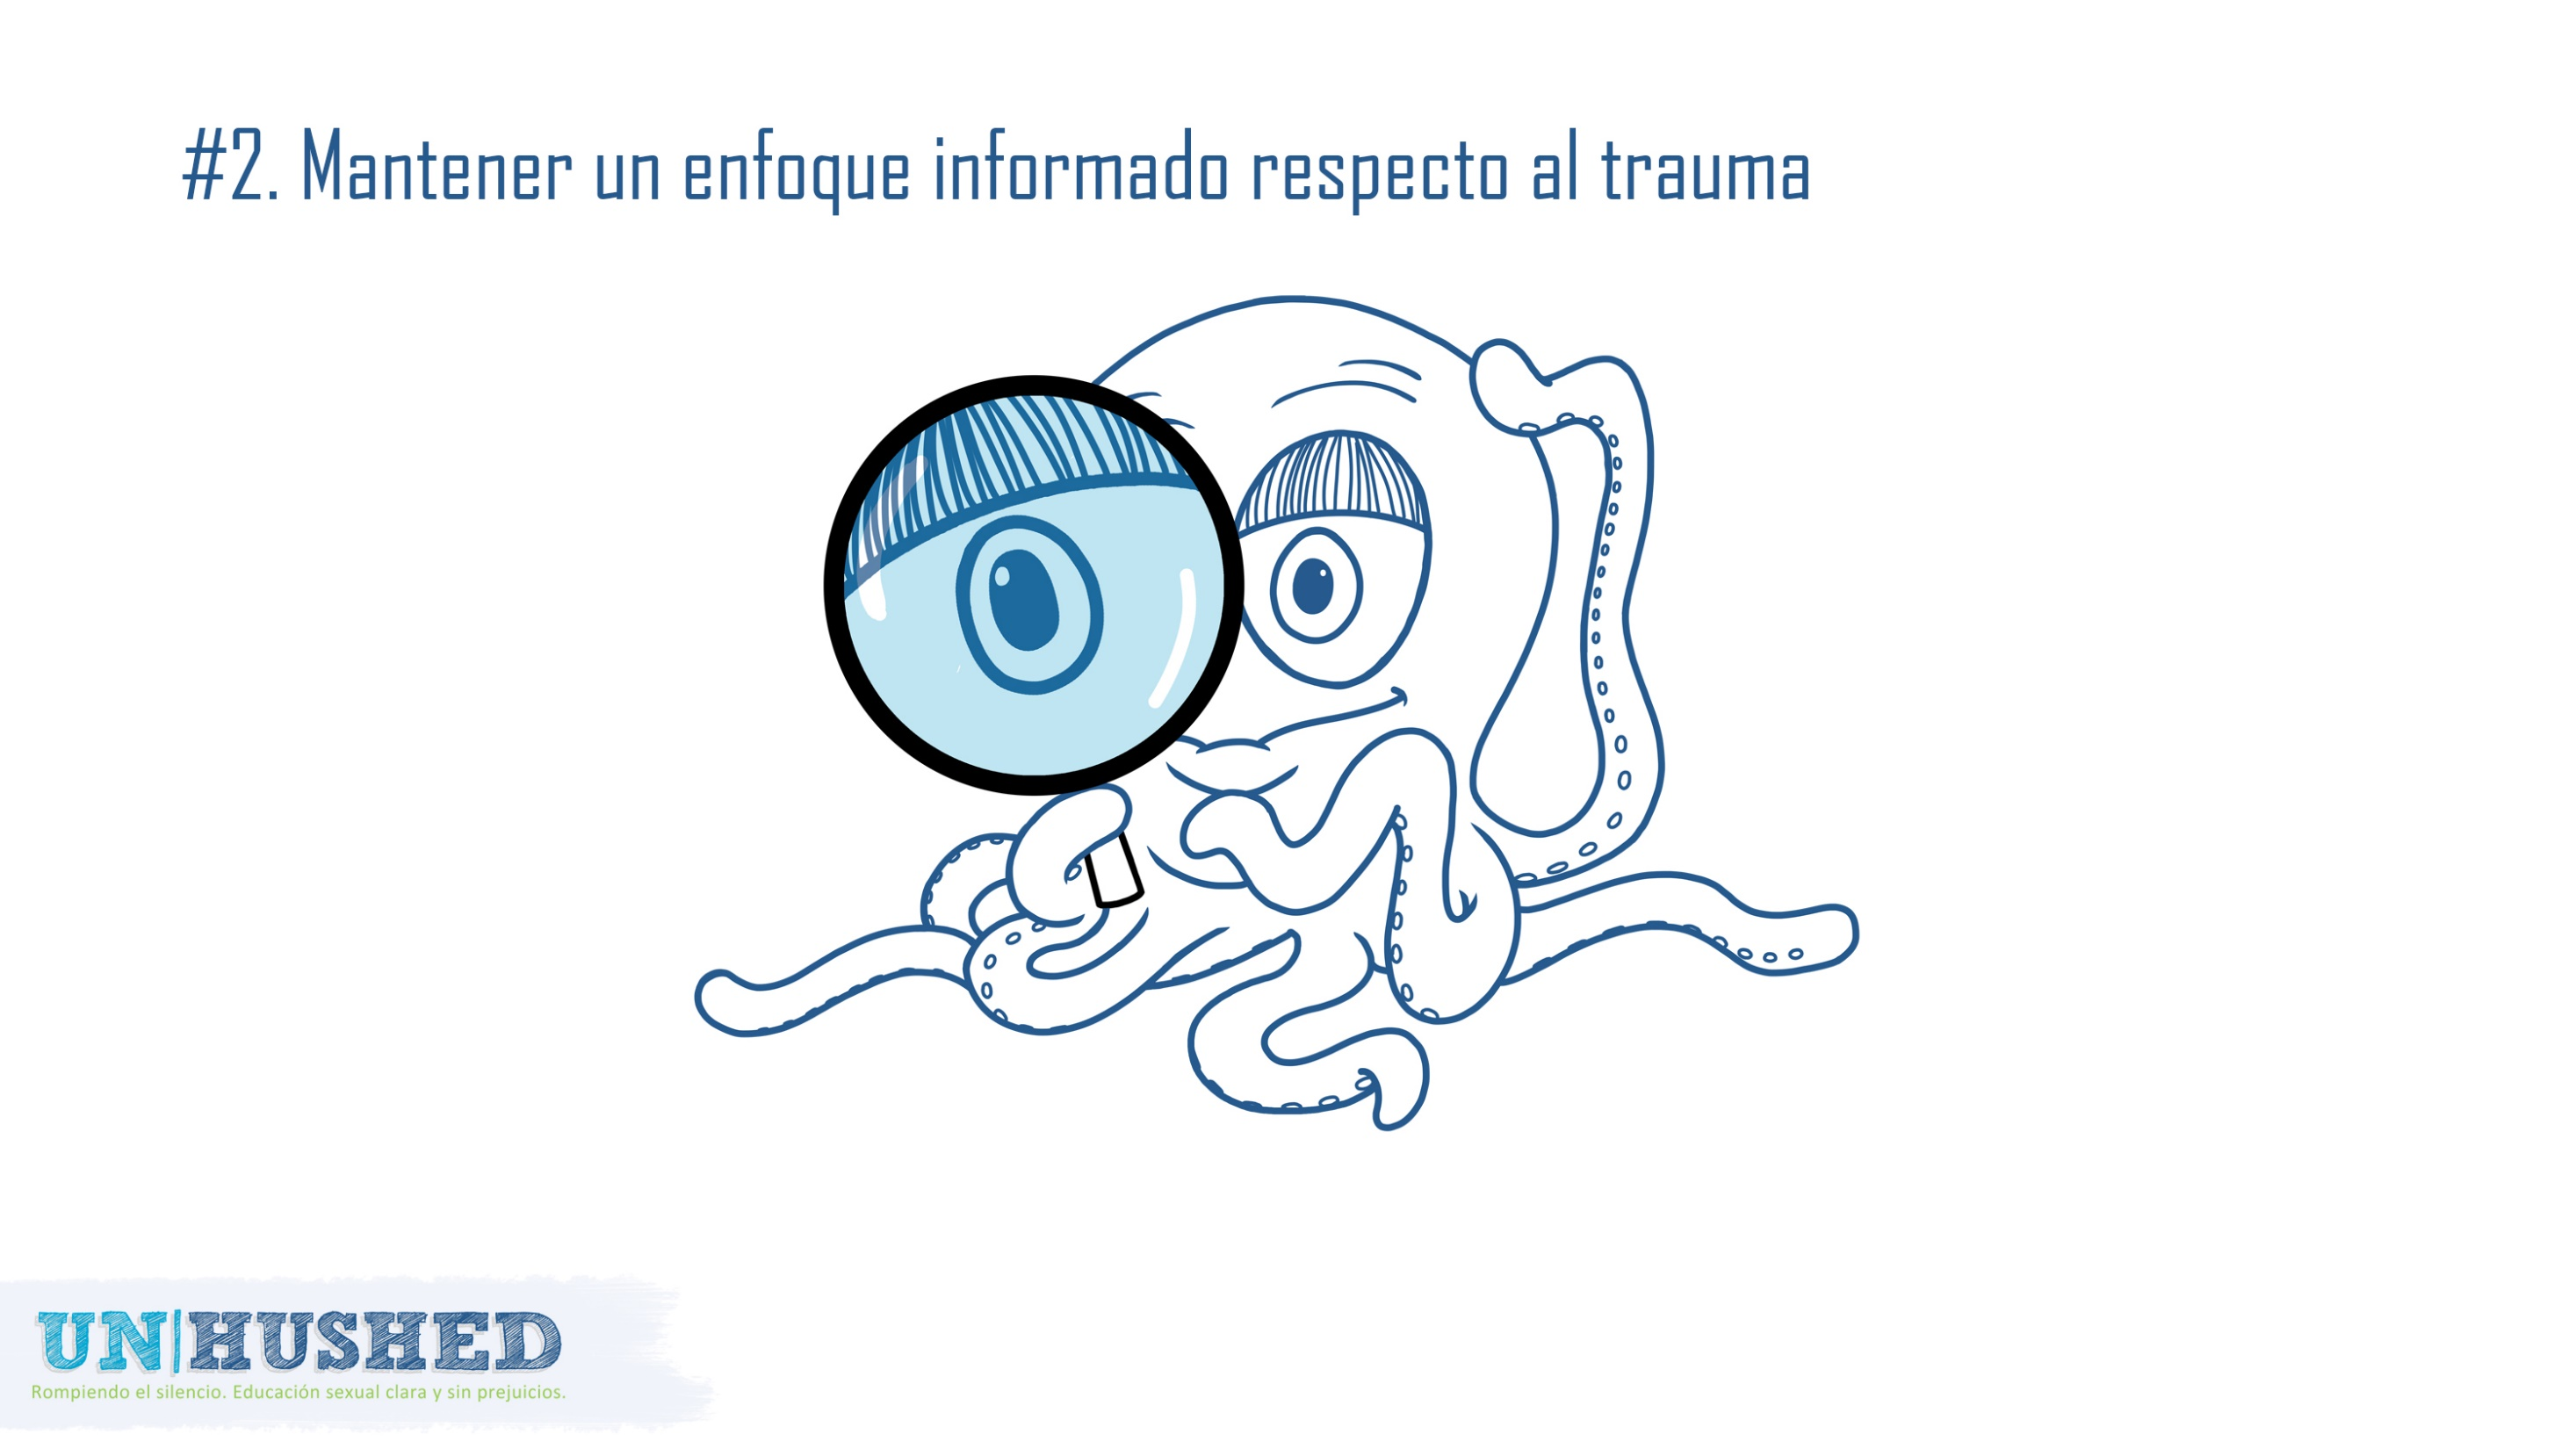 #2. Mantener un enfoque informado respecto al trauma
UN|HUSHED
Rompiendo el silencio. Educación sexual clara y sin prejuicios.